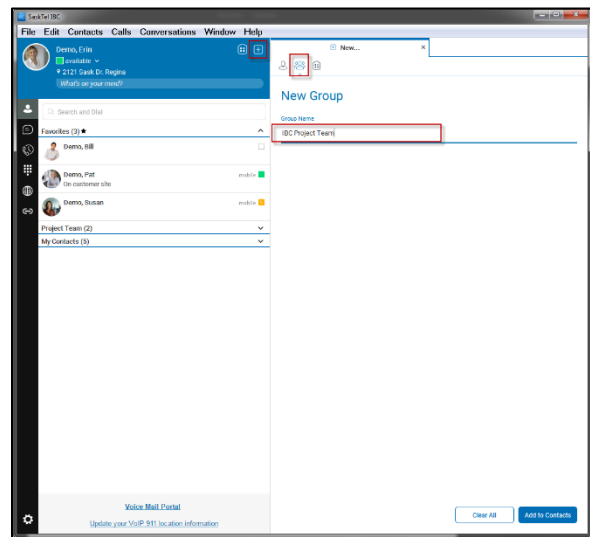 SaskTel IBC
File Edit Contacts Calls Conversations Window Help
Demo, Erin
available
2121 Sask Dr. Regina
What's on your mind?
Search and Dial
Favorites (3) ★
Demo, Bill
Demo, Pat
mobile
On customer site
Demo, Susan
mobile
Project Team (2)
My Contacts (5)
Voice Mail Portal
Update your VoIP 911 location information
New... ×
New Group
Group Name
IBC Project Team
Clear All
Add to Contacts